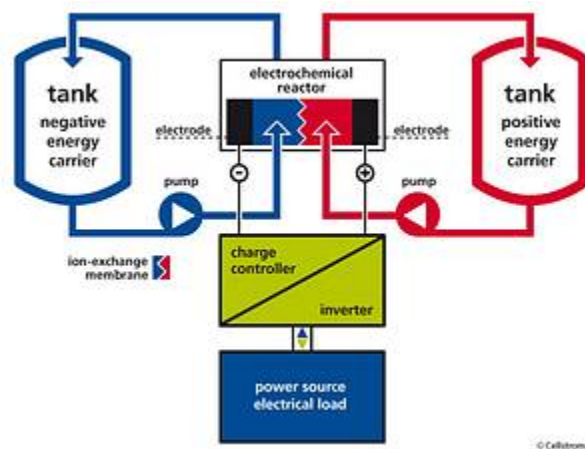 electrochemical
reactor
tank
negative
energy
carrier
tank
positive
energy
carrier
electrode
electrode
pump
pump
-
+
ion-exchange
membrane
charge
controller
inverter
power source
electrical load
© Cellstrom